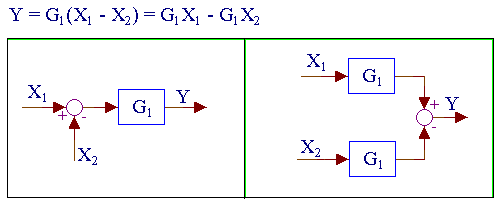 Y = G₁(X₁ - X₂) = G₁X₁ - G₁X₂
X₁
+
-
G₁
Y
X₂
X₁
G₁
+
Y
-
X₂
G₁